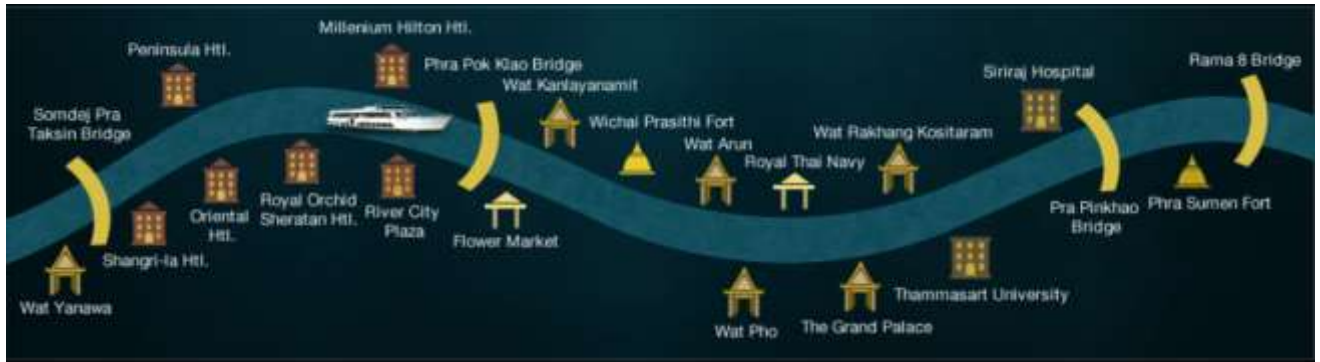 Millenium Hilton Htl.
Peninsula Htl.
Phra Pok Klao Bridge
Rama 8 Bridge
Siriraj Hospital
Wat Kanlayanamit
Somdej Pra
Taksin Bridge
Wichai Prasithi Fort
Wat Rakhang Kositaram
Wat Arun
Royal Thai Navy
Oriental
Htl.
Royal Orchid
Sheratan Htl.
River City
Plaza
Pra Pinkhao
Bridge
Phra Sumen Fort
Flower Market
Shangri-la Htl.
Thammasart University
Wat Yanawa
Wat Pho
The Grand Palace